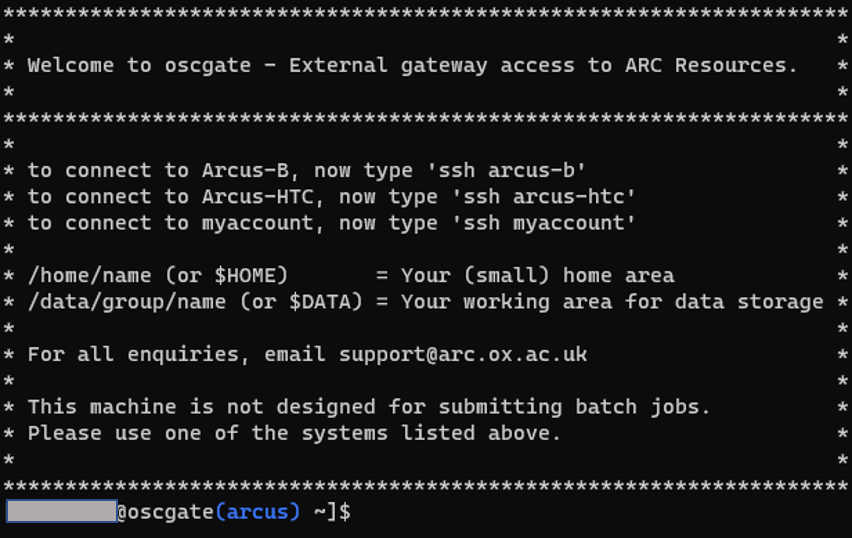 ********************************************************************
*                                                                  *
* Welcome to oscgate - External gateway access to ARC Resources.   *
*                                                                  *
********************************************************************
*                                                                  *
* to connect to Arcus-B, now type 'ssh arcus-b'                    *
* to connect to Arcus-HTC, now type 'ssh arcus-htc'                *
* to connect to myaccount, now type 'ssh myaccount'                *
*                                                                  *
* /home/name (or $HOME)       = Your (small) home area             *
* /data/group/name (or $DATA) = Your working area for data storage *
*                                                                  *
* For all enquiries, email support@arc.ox.ac.uk                    *
*                                                                  *
* This machine is not designed for submitting batch jobs.          *
* Please use one of the systems listed above.                      *
*                                                                  *
********************************************************************
@oscgate(arcus) ~]$